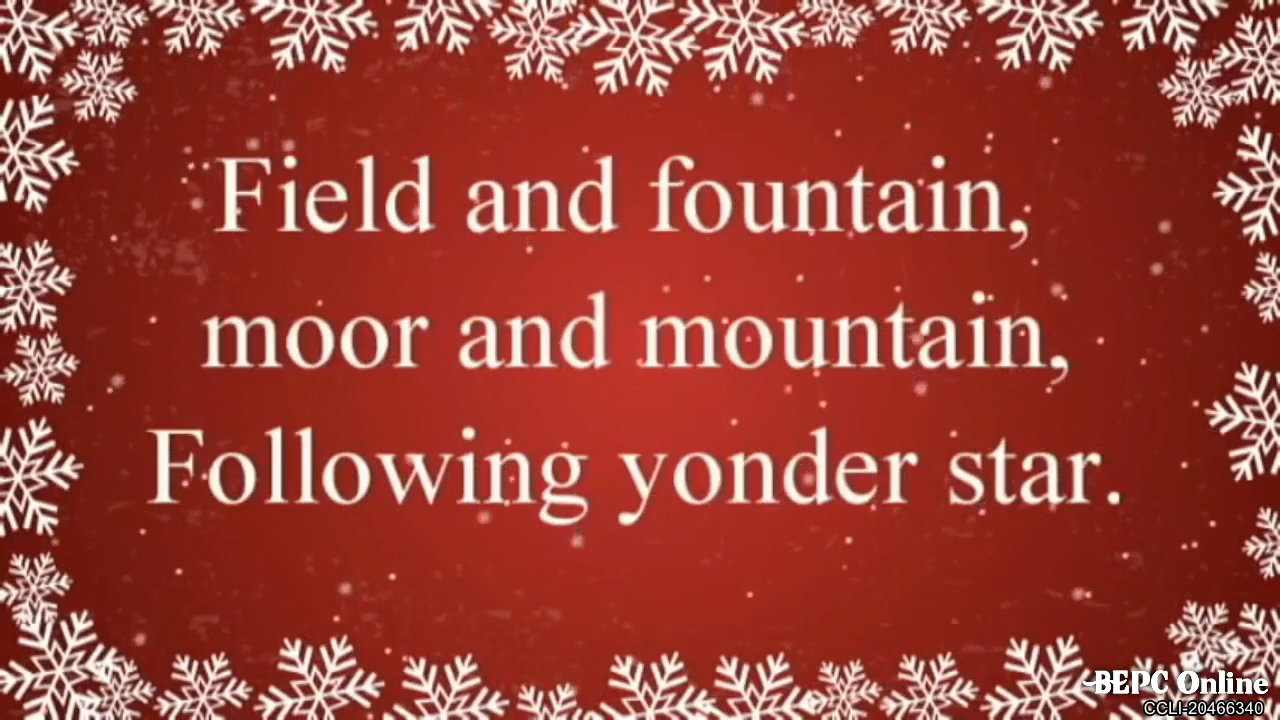 Field and fountain,
moor and mountain,
Following yonder star.
BEPC Online
CCLI-20466340